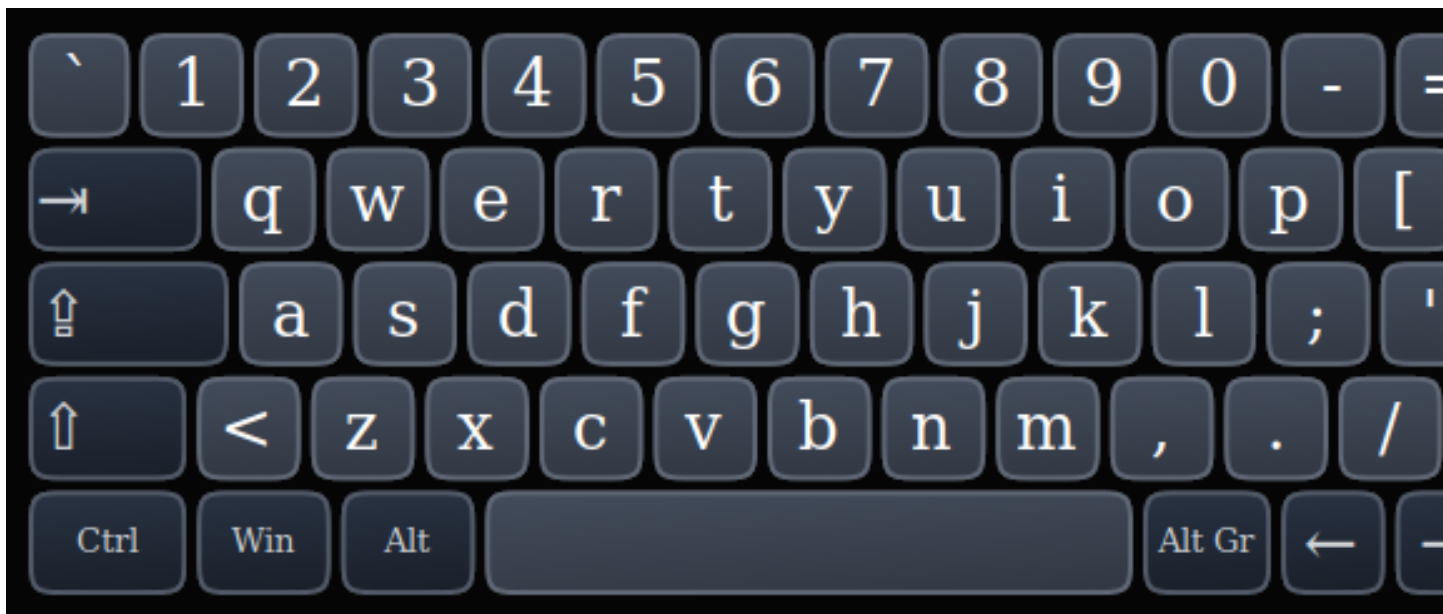 ` 1 2 3 4 5 6 7 8 9 0 - =
⇥ q w e r t y u i o p [
⇪ a s d f g h j k l ; '
⇧ < z x c v b n m , . /
Ctrl Win Alt Alt Gr ←